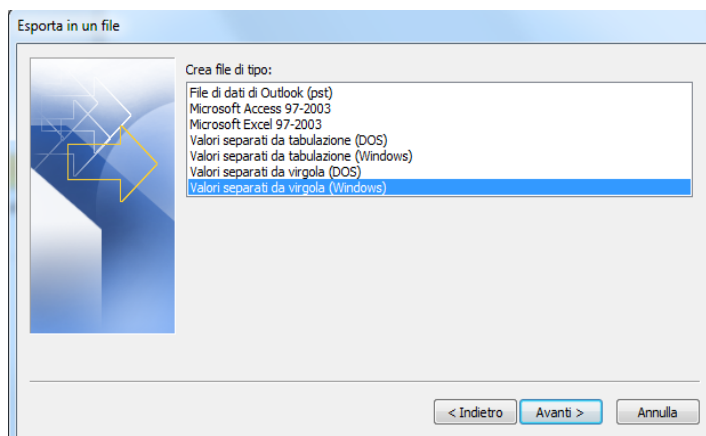 Esporta in un file
Crea file di tipo:
File di dati di Outlook (pst)
Microsoft Access 97-2003
Microsoft Excel 97-2003
Valori separati da tabulazione (DOS)
Valori separati da tabulazione (Windows)
Valori separati da virgola (DOS)
Valori separati da virgola (Windows)
< Indietro Avanti > Annulla